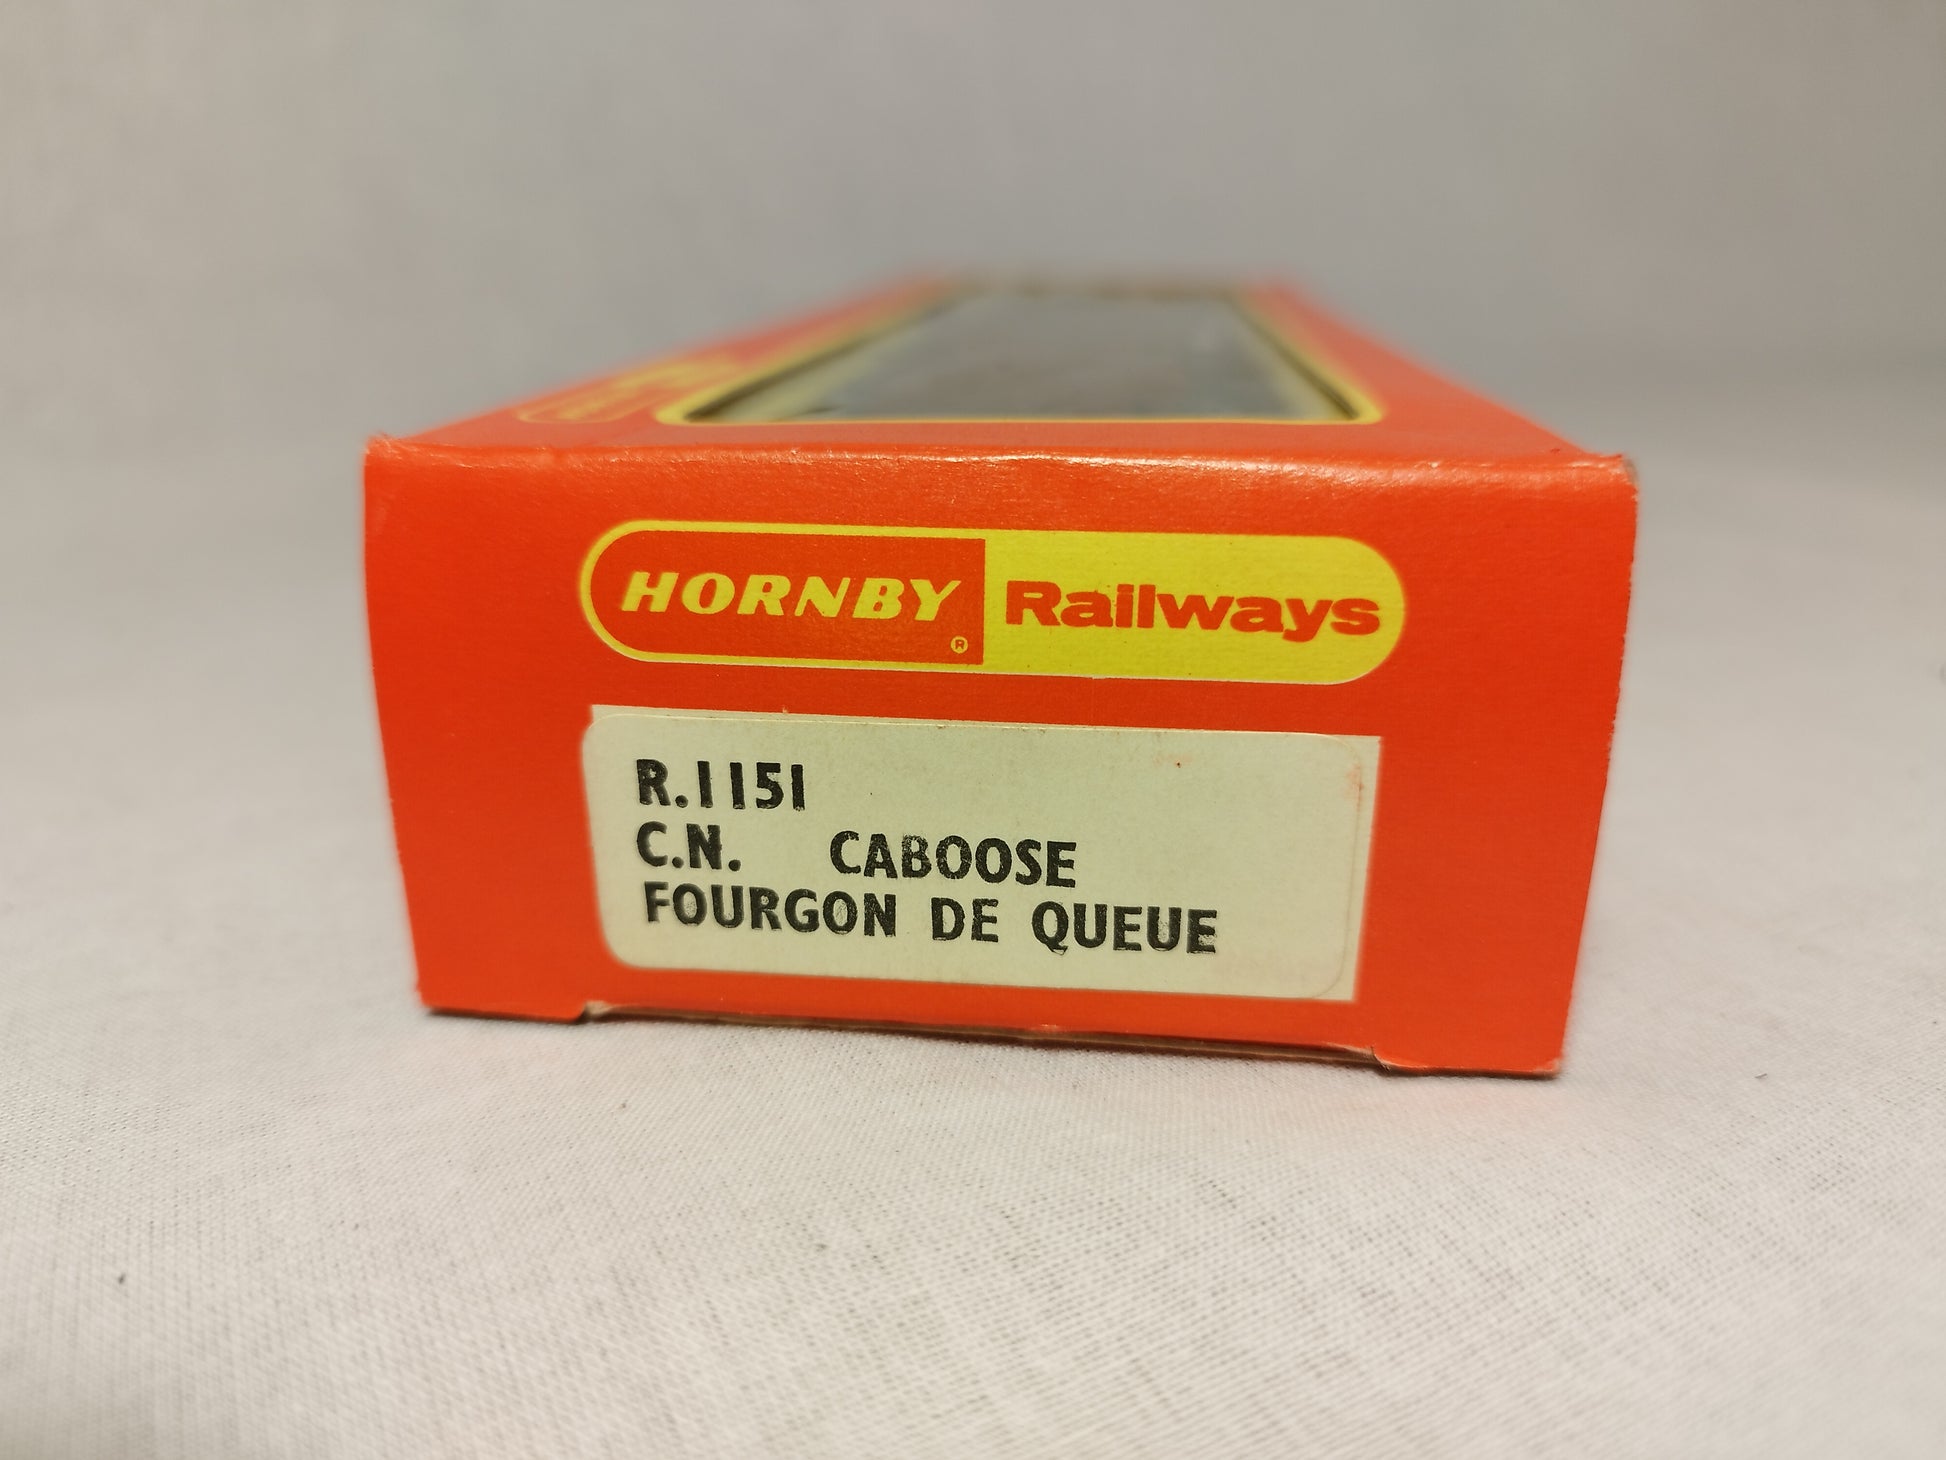 HORNBY Railways
R.1151
C.N. CABOOSE
FOURGON DE QUEUE